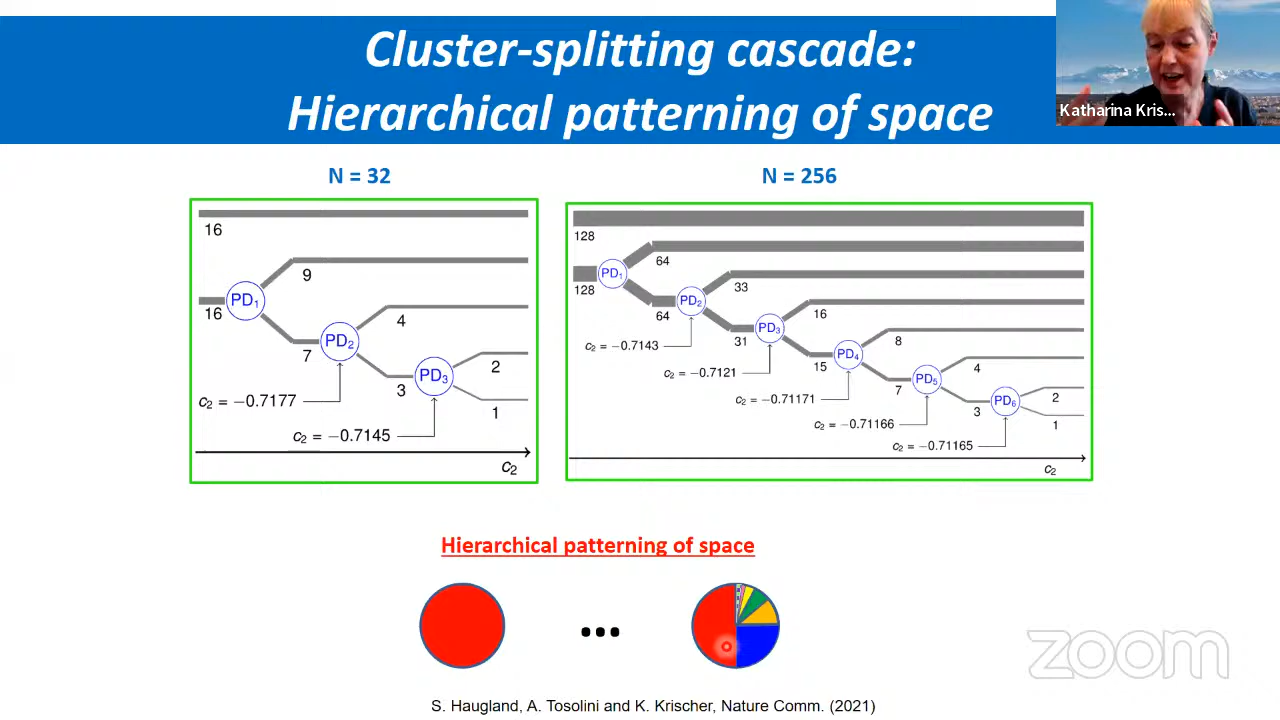 Cluster-splitting cascade:
Hierarchical patterning of space
Katharina Kris...
N = 32
N = 256
16
9
16
PD₁
7
4
PD₂
3
PD₃
2
1
c₂ = −0.7177
c₂ = −0.7145
c₂
128
64
128
PD₁
64
33
PD₂
31
16
PD₃
15
8
PD₄
7
4
PD₅
3
2
PD₆
1
c₂ = −0.7143
c₂ = −0.7121
c₂ = −0.71171
c₂ = −0.71166
c₂ = −0.71165
c₂
Hierarchical patterning of space
...
zoom
S. Haugland, A. Tosolini and K. Krischer, Nature Comm. (2021)